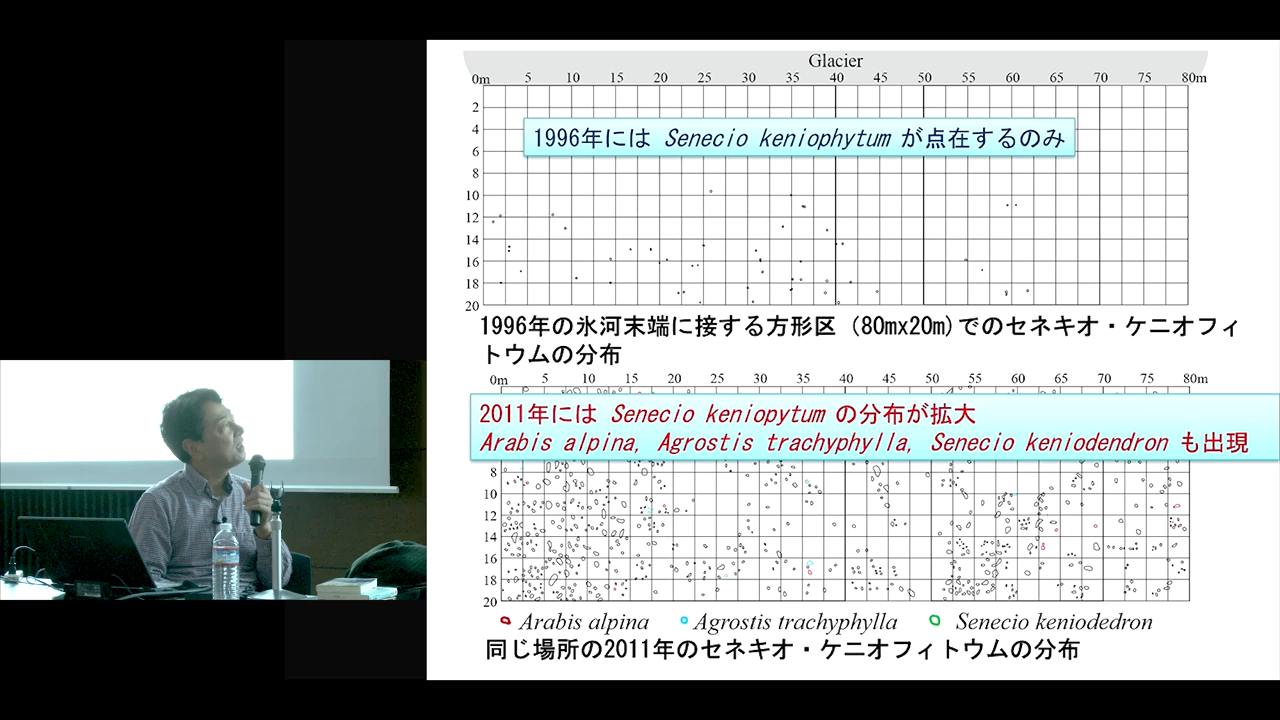 Glacier
0m 5 10 15 20 25 30 35 40 45 50 55 60 65 70 75 80m
2
4
6
8
10
12
14
16
18
20
1996年には Senecio keniophytum が点在するのみ
1996年の氷河末端に接する方形区 (80mx20m)でのセネキオ・ケニオフィ
トウムの分布
0m 5 10 15 20 25 30 35 40 45 50 55 60 65 70 75 80m
2011年には Senecio keniopytum の分布が拡大
Arabis alpina, Agrostis trachyphylla, Senecio keniodendron も出現
8
10
12
14
16
18
20
Arabis alpina Agrostis trachyphylla Senecio keniodedron
同じ場所の2011年のセネキオ・ケニオフィトウムの分布